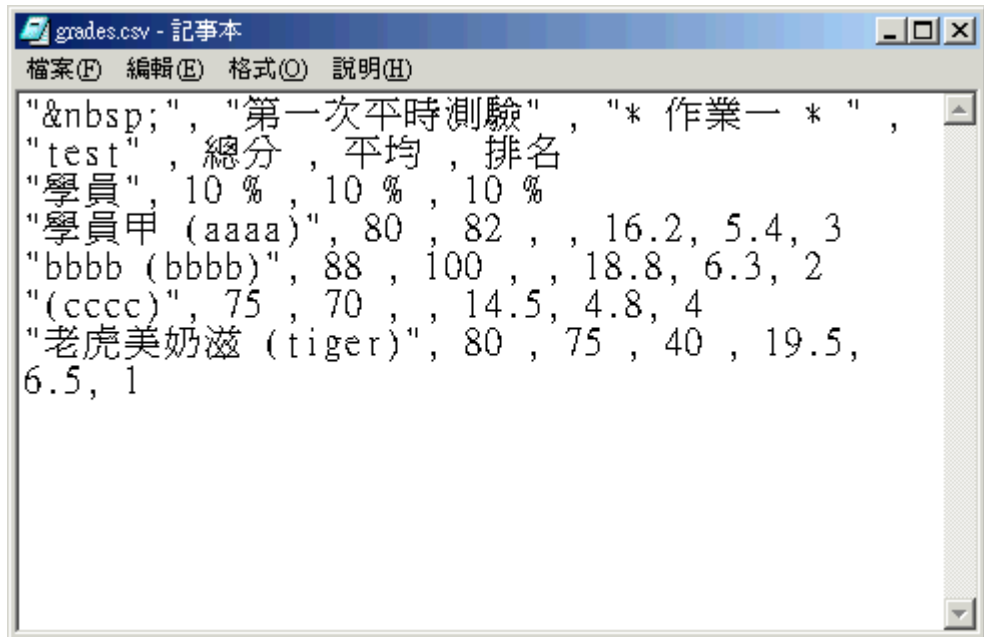 grades.csv - 記事本
檔案(F) 編輯(E) 格式(O) 說明(H)
"&nbsp;", "第一次平時測驗" , "* 作業一 * " ,
"test" , 總分 , 平均 , 排名
"學員", 10 % , 10 % , 10 %
"學員甲 (aaaa)", 80 , 82 , , 16.2, 5.4, 3
"bbbb (bbbb)", 88 , 100 , , 18.8, 6.3, 2
"(cccc)", 75 , 70 , , 14.5, 4.8, 4
"老虎美奶滋 (tiger)", 80 , 75 , 40 , 19.5,
6.5, 1